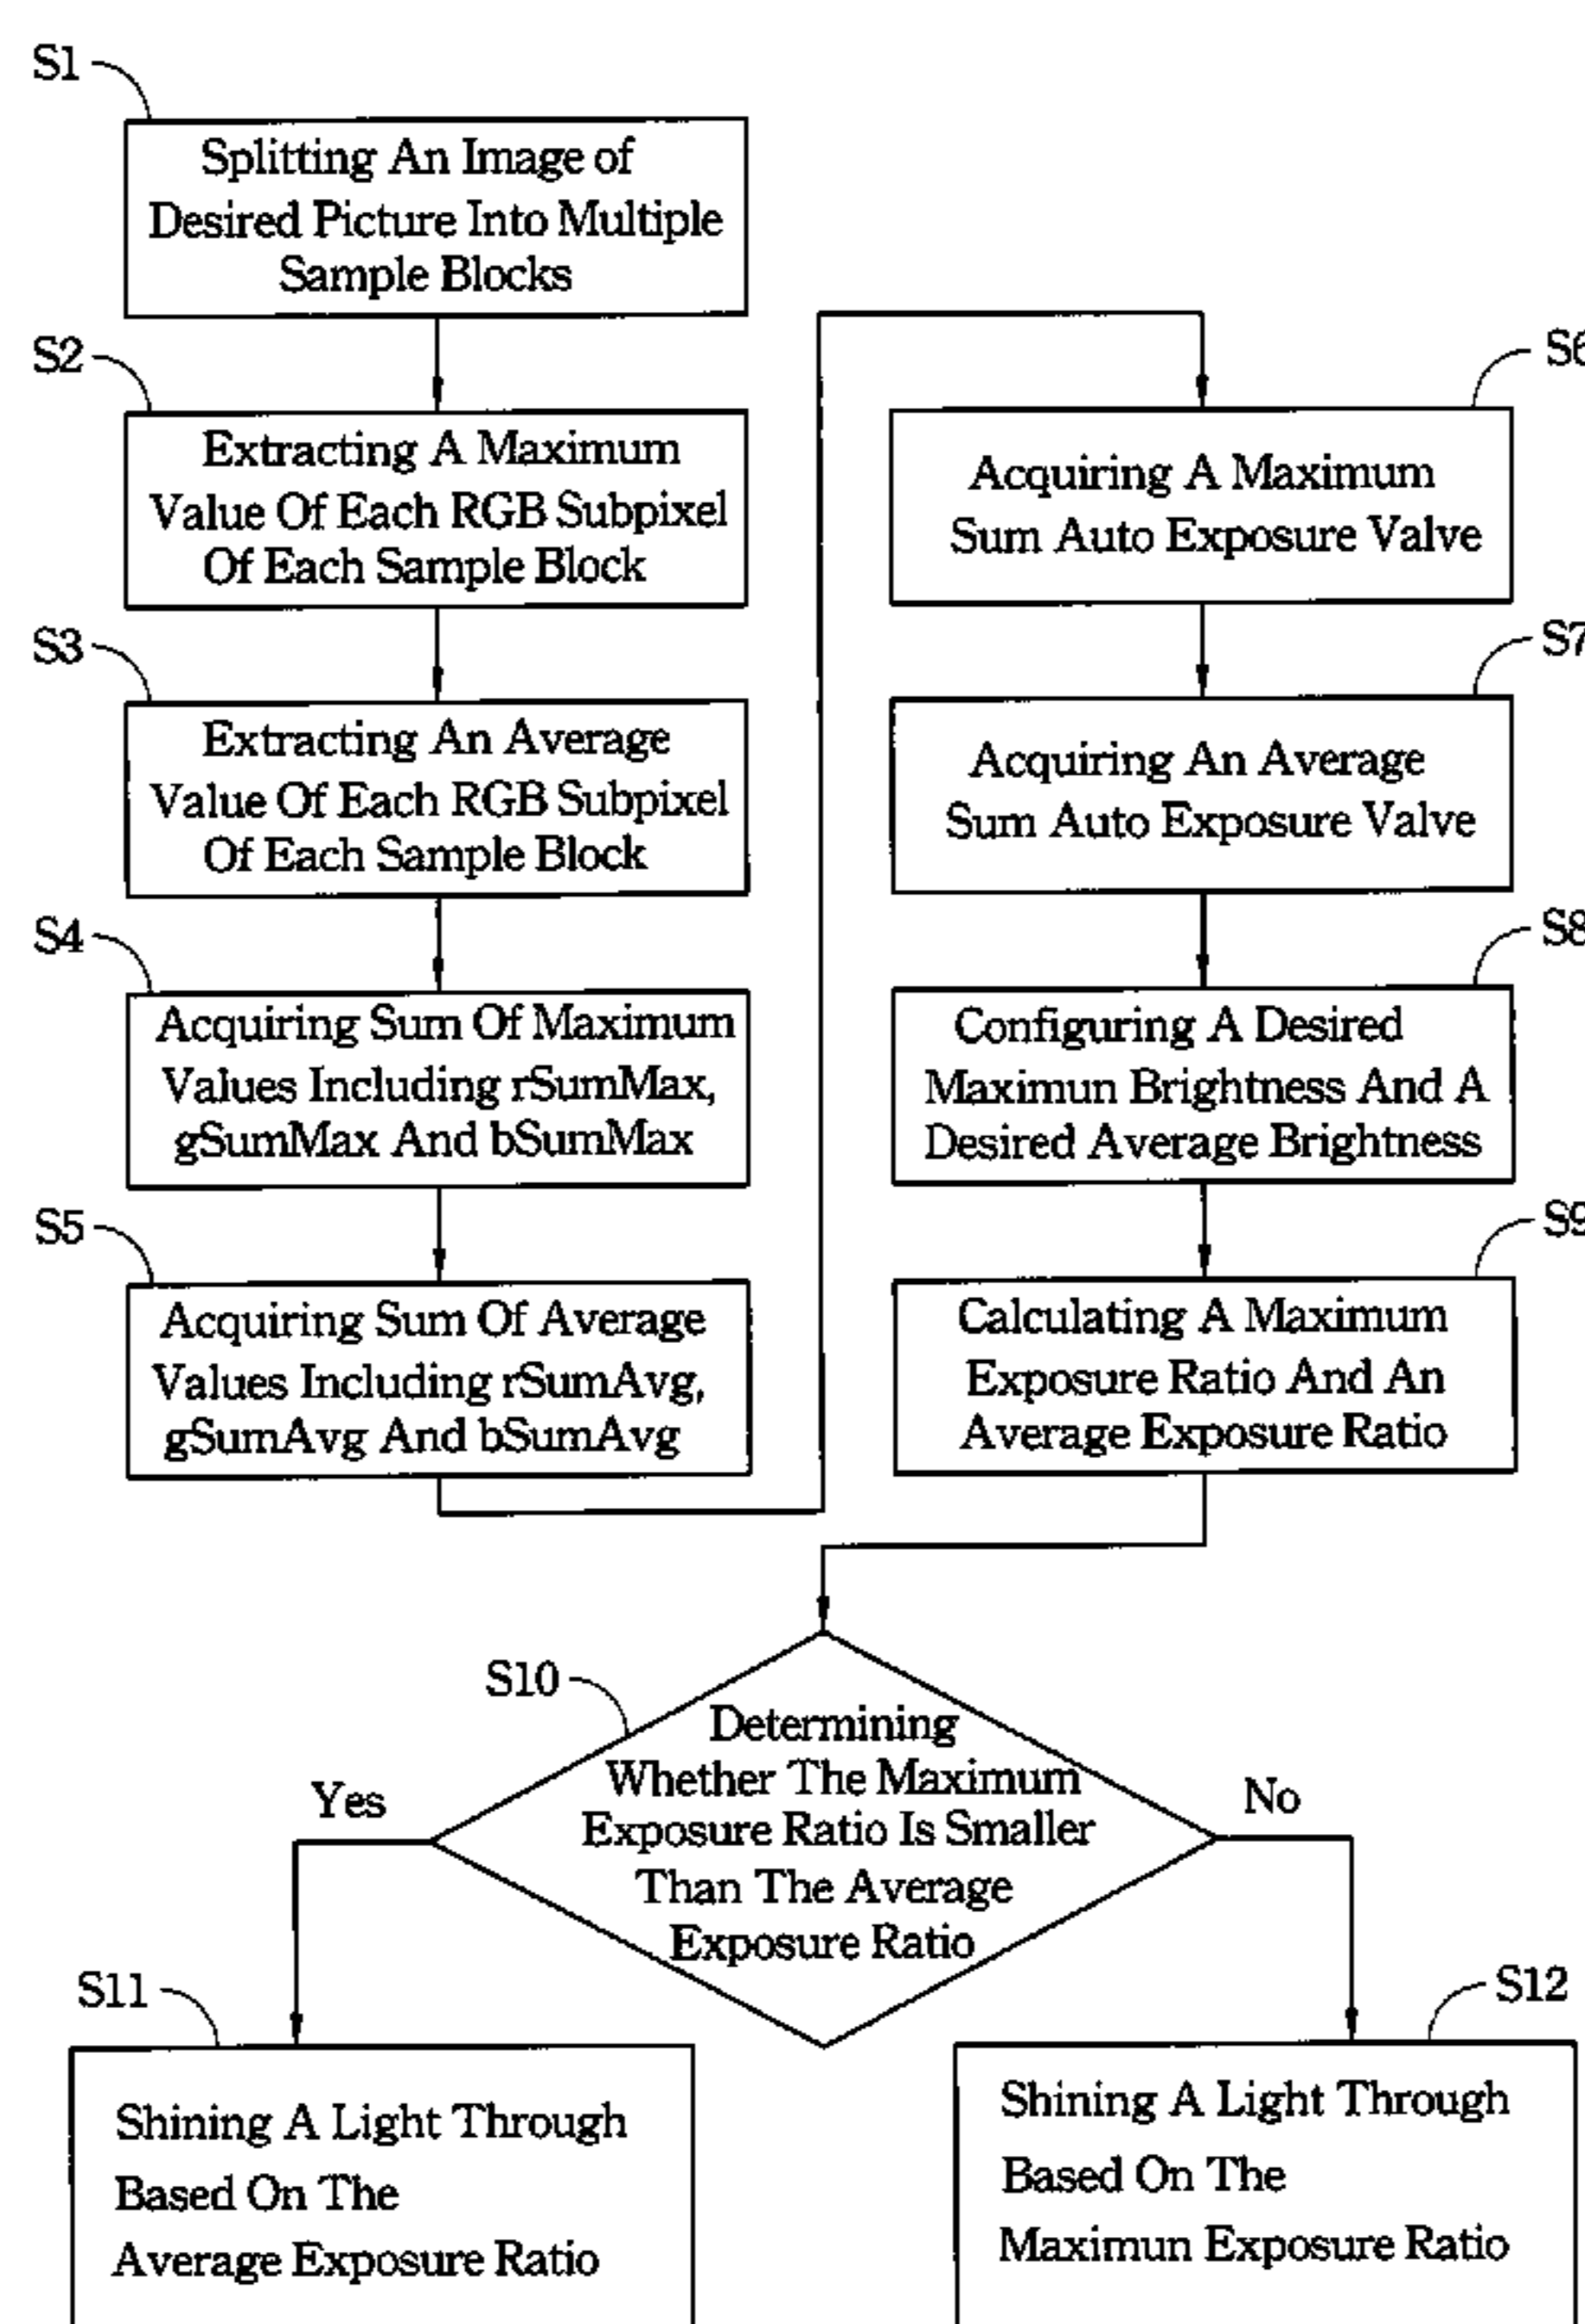 S1
Splitting An Image of
Desired Picture Into Multiple
Sample Blocks
S2
Extracting A Maximum
Value Of Each RGB Subpixel
Of Each Sample Block
S3
Extracting An Average
Value Of Each RGB Subpixel
Of Each Sample Block
S4
Acquiring Sum Of Maximum
Values Including rSumMax,
gSumMax And bSumMax
S5
Acquiring Sum Of Average
Values Including rSumAvg,
gSumAvg And bSumAvg
S6
Acquiring A Maximum
Sum Auto Exposure Valve
S7
Acquiring An Average
Sum Auto Exposure Valve
S8
Configuring A Desired
Maximun Brightness And A
Desired Average Brightness
S9
Calculating A Maximum
Exposure Ratio And An
Average Exposure Ratio
S10
Determining
Whether The Maximum
Exposure Ratio Is Smaller
Than The Average
Exposure Ratio
Yes
No
S11
Shining A Light Through
Based On The
Average Exposure Ratio
S12
Shining A Light Through
Based On The
Maximun Exposure Ratio